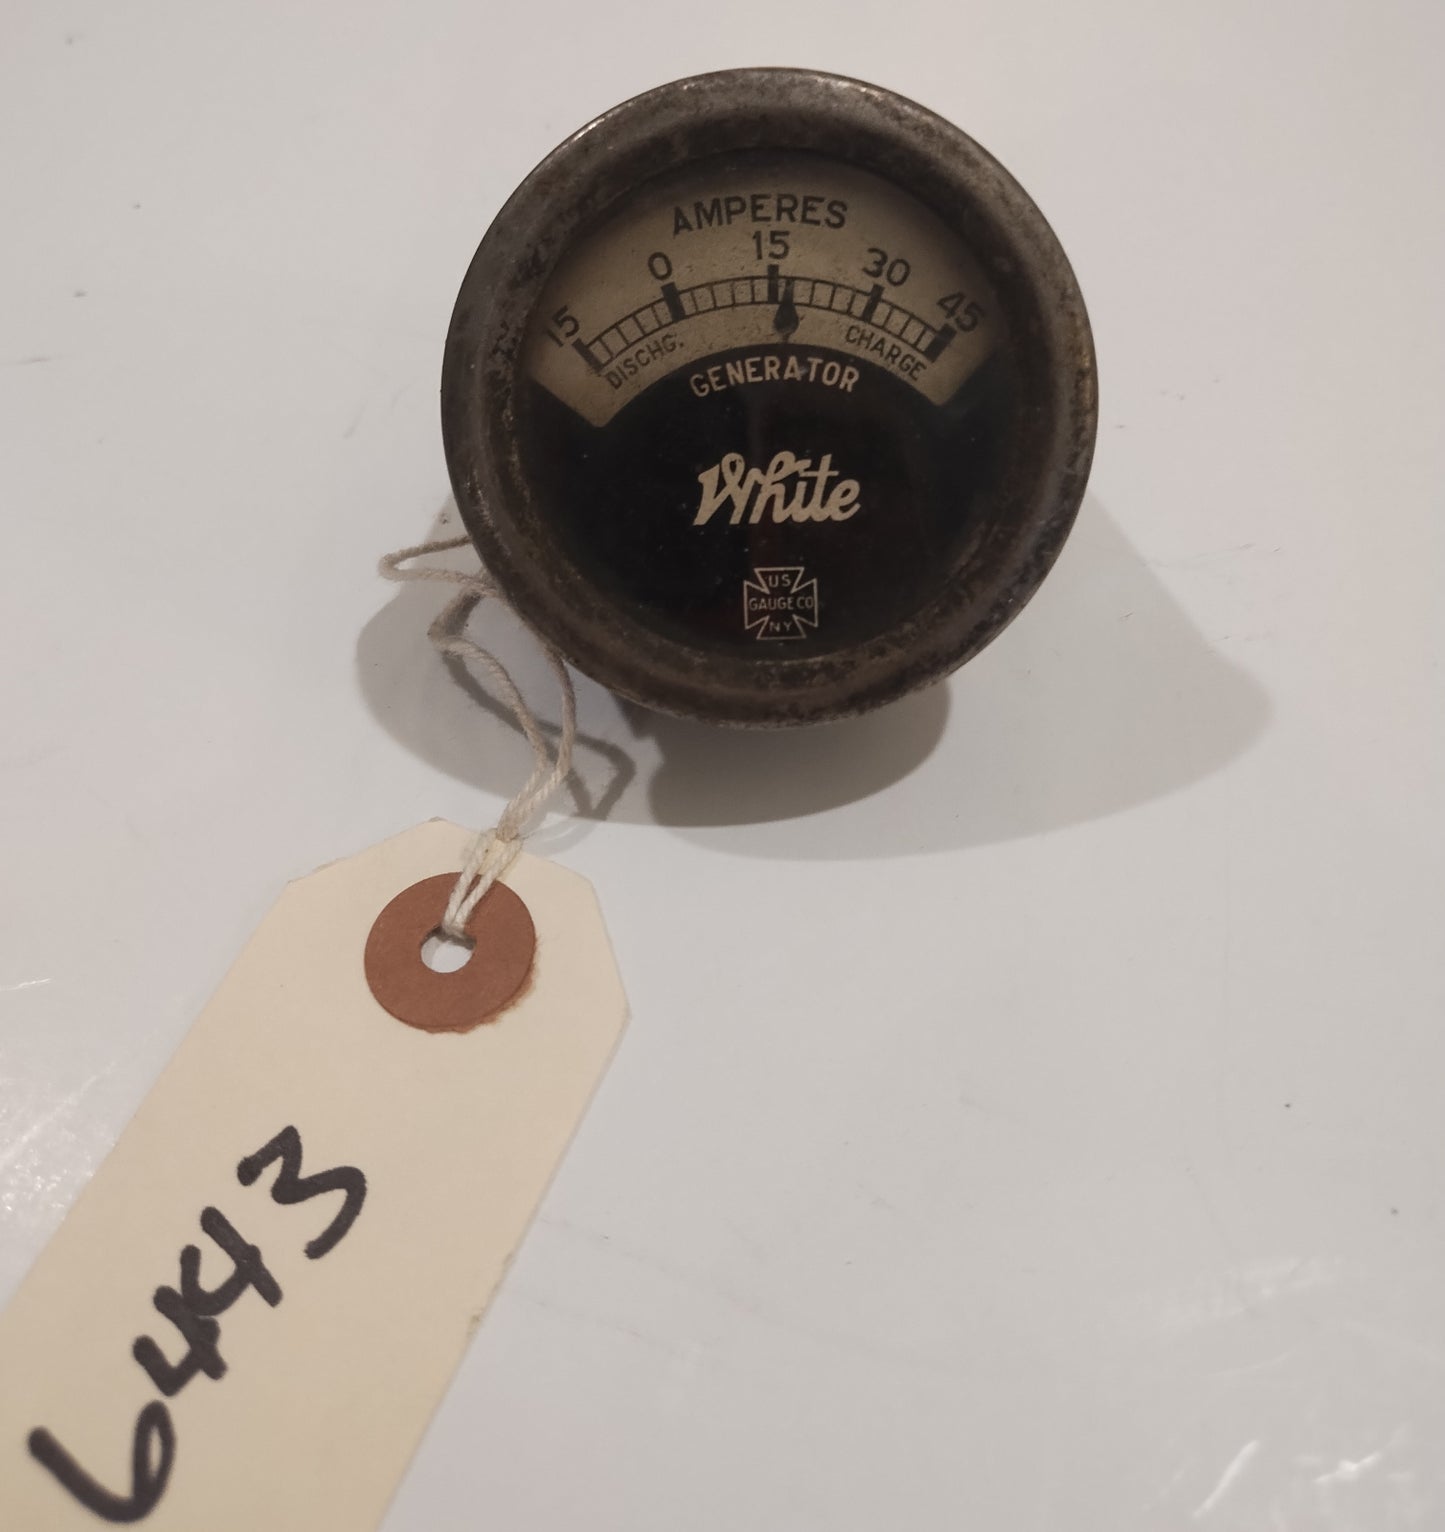 AMPERES
15 0 15 30 45
DISCHG. CHARGE
GENERATOR
White
US
GAUGE CO
NY
6443